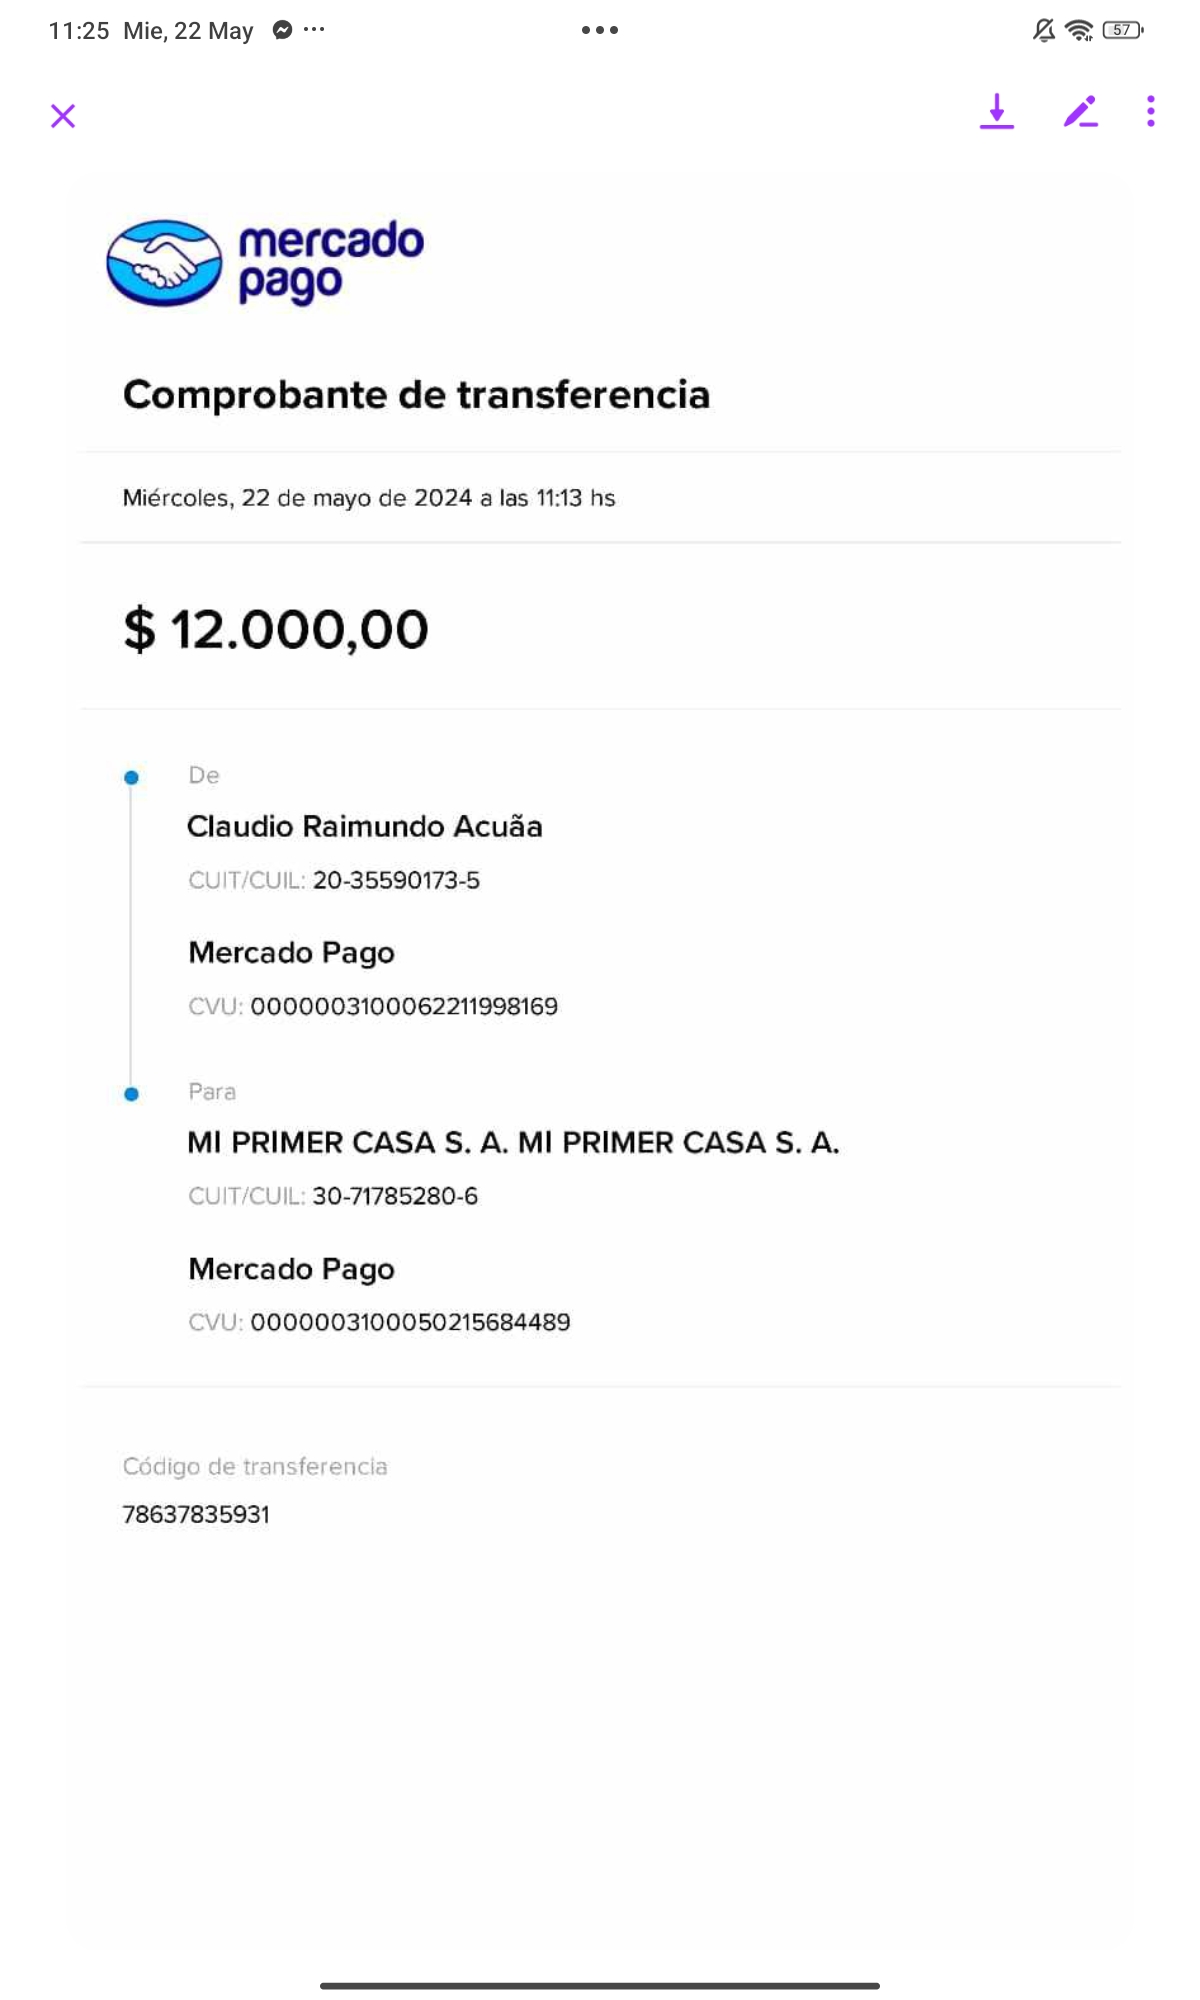 11:25 Mie, 22 May
57
mercado
pago
Comprobante de transferencia
Miércoles, 22 de mayo de 2024 a las 11:13 hs
$ 12.000,00
De
Claudio Raimundo Acuãa
CUIT/CUIL: 20-35590173-5
Mercado Pago
CVU: 0000003100062211998169
Para
MI PRIMER CASA S. A. MI PRIMER CASA S. A.
CUIT/CUIL: 30-71785280-6
Mercado Pago
CVU: 0000003100050215684489
Código de transferencia
78637835931